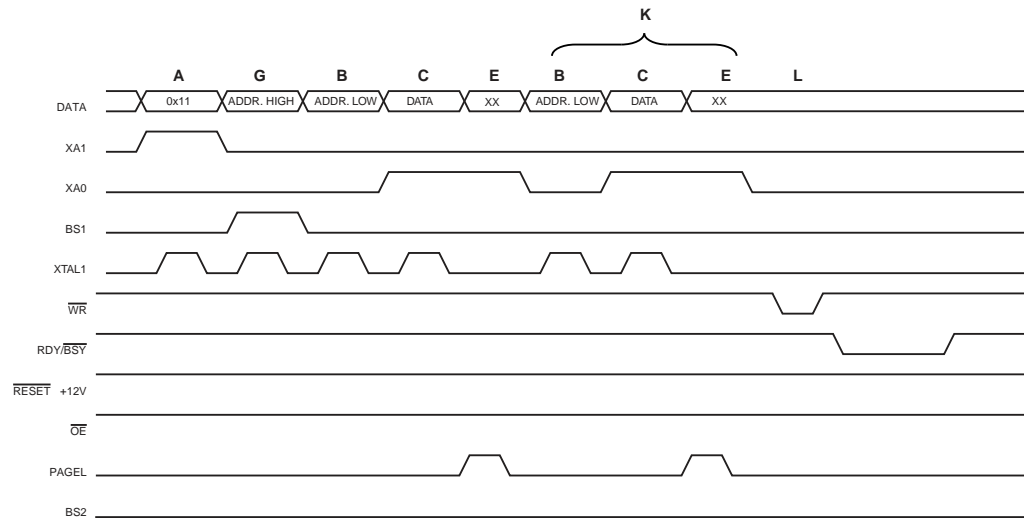 K
A G B C E B C E L
DATA 0x11 ADDR. HIGH ADDR. LOW DATA XX ADDR. LOW DATA XX
XA1
XA0
BS1
XTAL1
WR
RDY/BSY
RESET +12V
OE
PAGEL
BS2